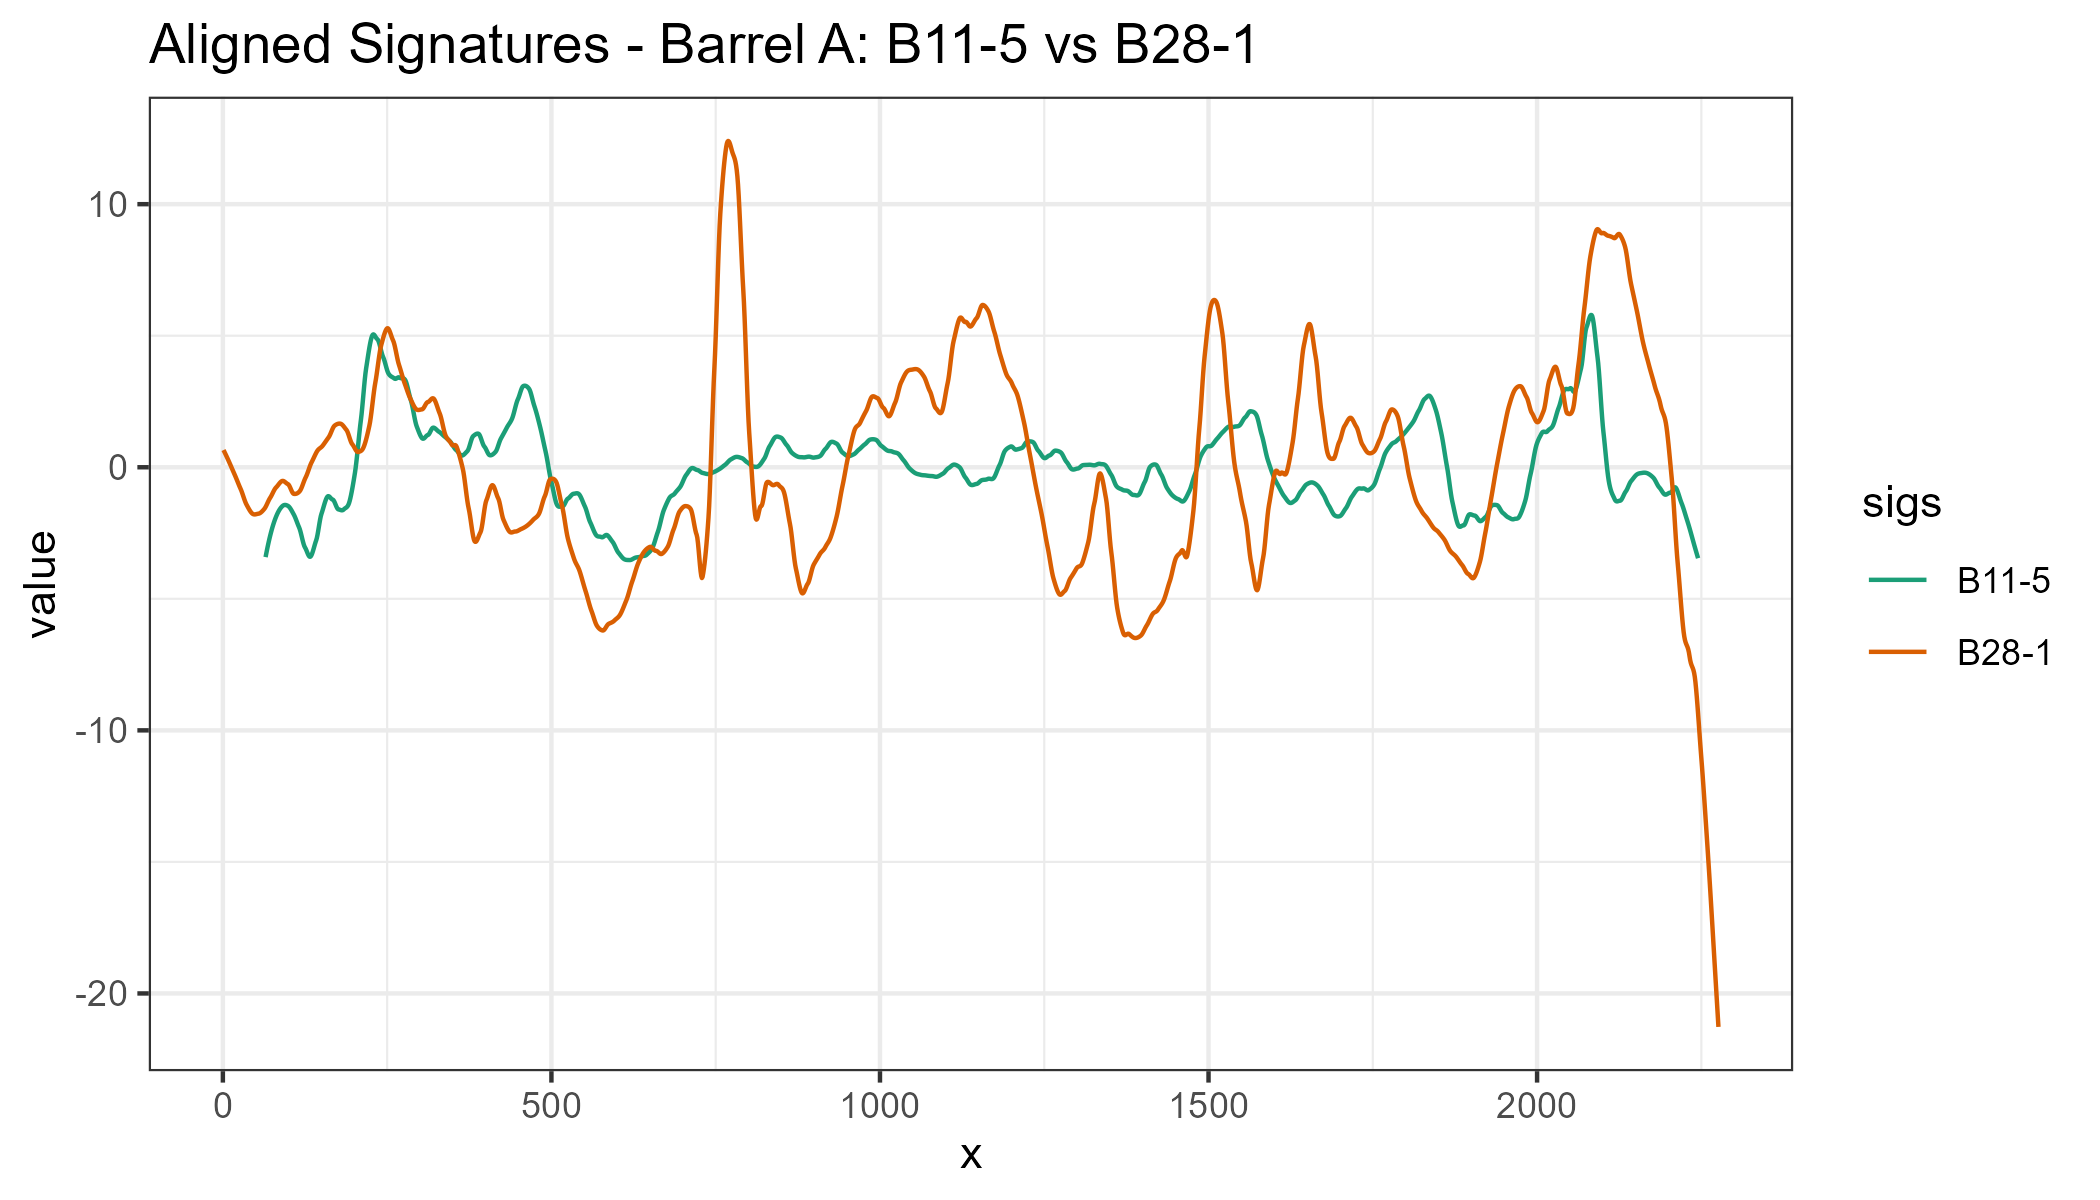 Aligned Signatures - Barrel A: B11-5 vs B28-1
10
0
-10
-20
value
0 500 1000 1500 2000
x
sigs
B11-5
B28-1